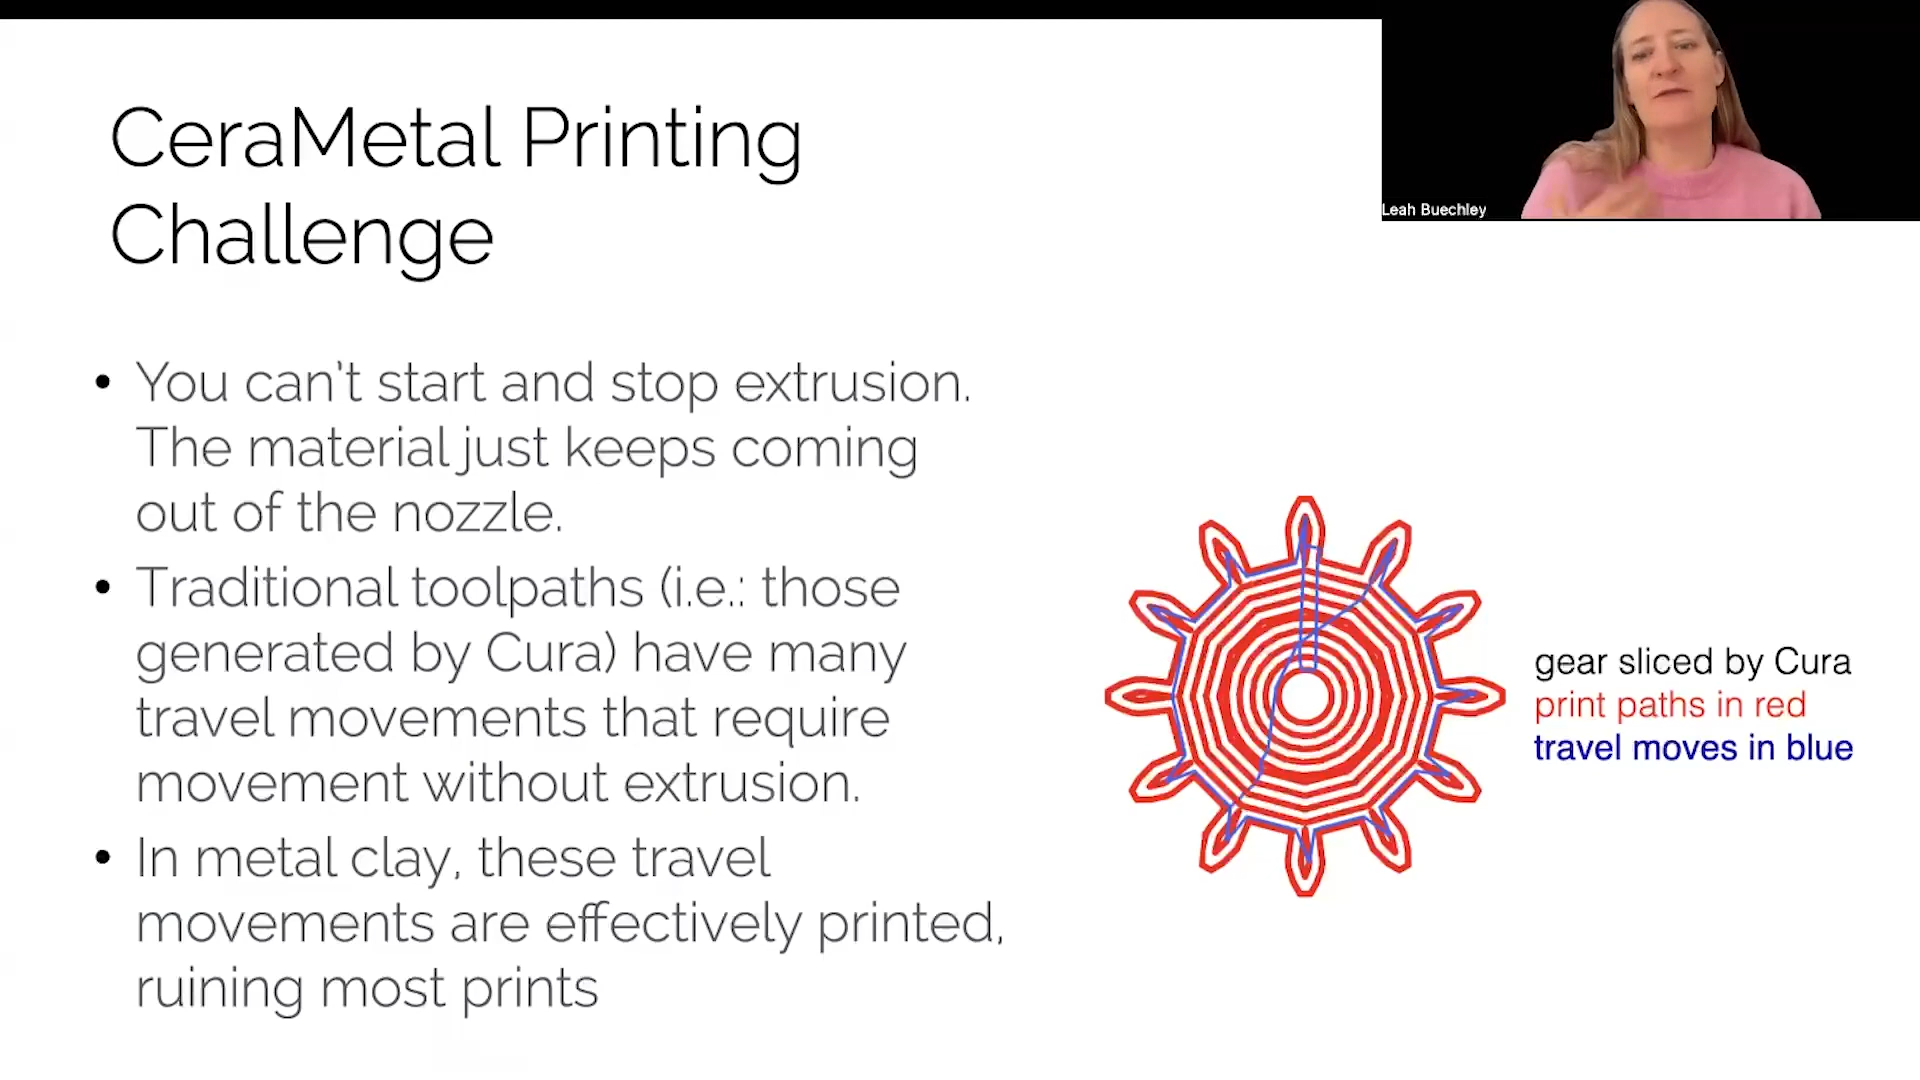 CeraMetal Printing
Challenge
Leah Buechley
• You can't start and stop extrusion.
The material just keeps coming
out of the nozzle.
• Traditional toolpaths (i.e.: those
generated by Cura) have many
travel movements that require
movement without extrusion.
• In metal clay, these travel
movements are effectively printed,
ruining most prints
gear sliced by Cura
print paths in red
travel moves in blue